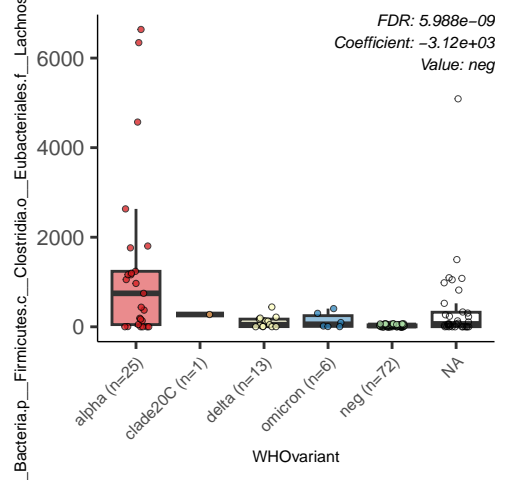 FDR: 5.988e−09
Coefficient: −3.12e+03
Value: neg
_Bacteria.p__Firmicutes.c__Clostridia.o__Eubacteriales.f__Lachnos
6000
4000
2000
0
alpha (n=25)
clade20C (n=1)
delta (n=13)
omicron (n=6)
neg (n=72)
NA
WHOvariant